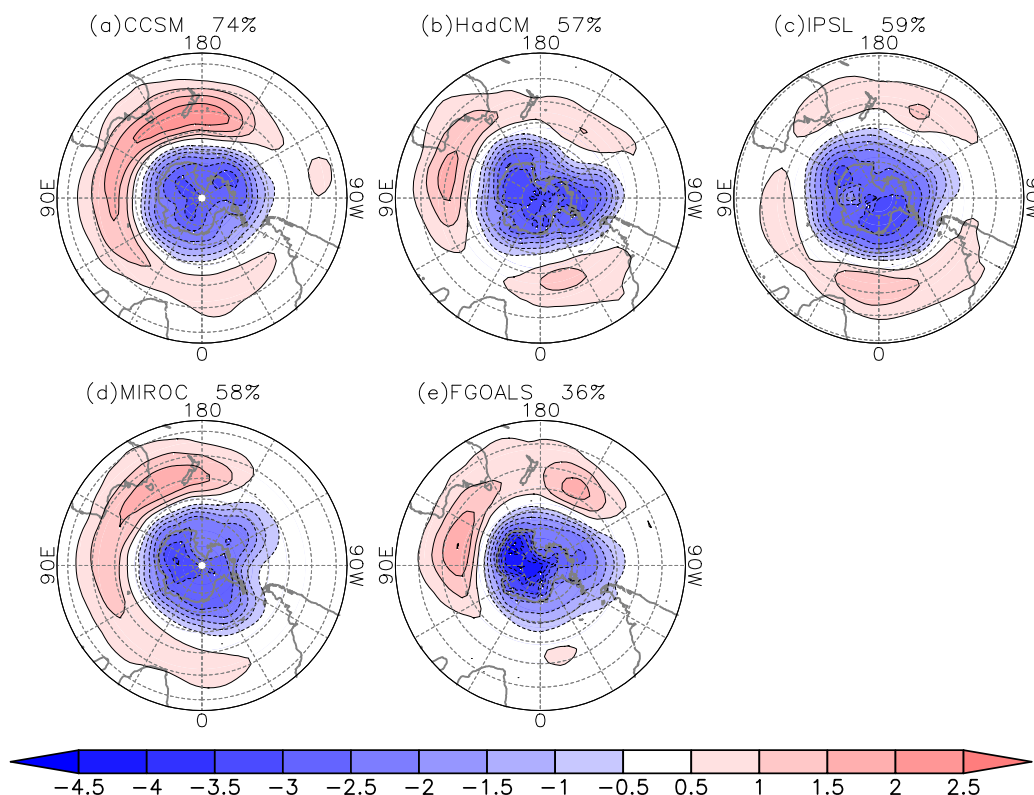 (a)CCSM 74%
(b)HadCM 57%
(c)IPSL 59%
180
180
180
90E
90W
90E
90W
90E
90W
0
0
0
(d)MIROC 58%
(e)FGOALS 36%
180
180
90E
90W
90E
90W
0
0
−4.5 −4 −3.5 −3 −2.5 −2 −1.5 −1 −0.5 0.5 1 1.5 2 2.5